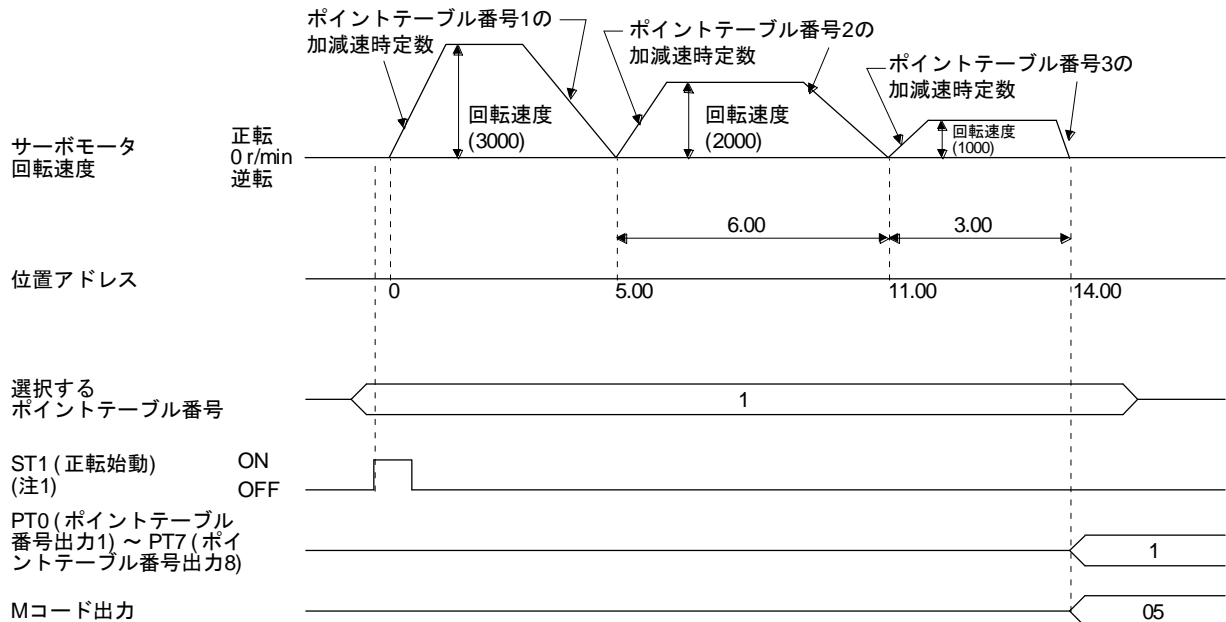 ポイントテーブル番号1の
加減速時定数
ポイントテーブル番号2の
加減速時定数
ポイントテーブル番号3の
加減速時定数
サーボモータ
回転速度
正転
0 r/min
逆転
回転速度
(3000)
回転速度
(2000)
回転速度
(1000)
6.00
3.00
位置アドレス
0
5.00
11.00
14.00
選択する
ポイントテーブル番号
1
ST1 (正転始動)
(注1)
ON
OFF
PT0 (ポイントテーブル
番号出力1) ～ PT7 (ポイ
ントテーブル番号出力8)
1
Mコード出力
05